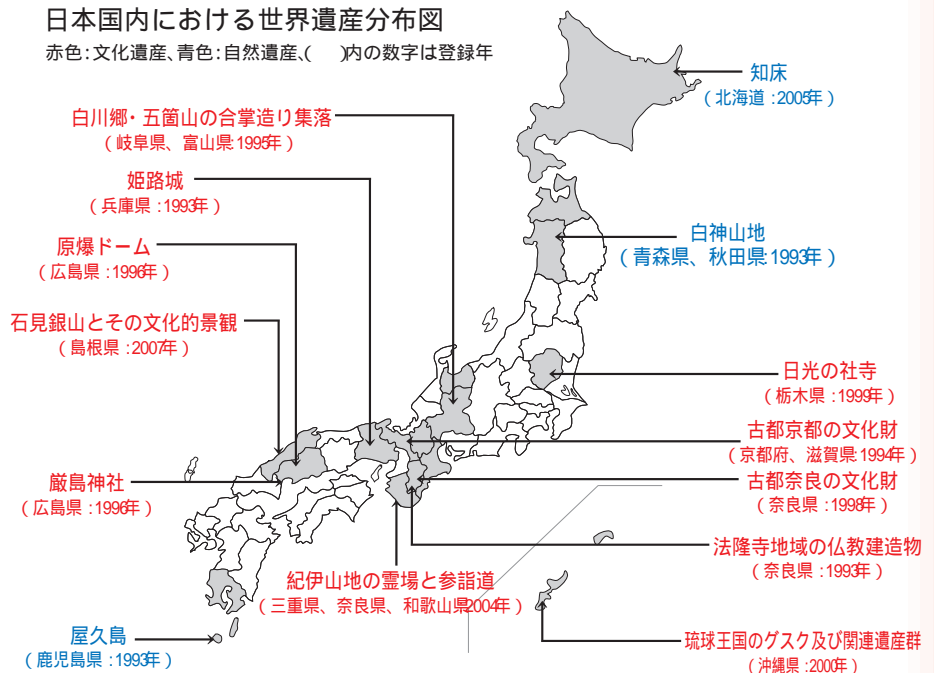 日本国内における世界遺産分布図
赤色:文化遺産、青色:自然遺産、(　)内の数字は登録年
知床
(北海道:2005年)
白川郷・五箇山の合掌造り集落
(岐阜県、富山県:1995年)
姫路城
(兵庫県:1993年)
白神山地
(青森県、秋田県:1993年)
原爆ドーム
(広島県:1996年)
石見銀山とその文化的景観
(島根県:2007年)
日光の社寺
(栃木県:1999年)
古都京都の文化財
(京都府、滋賀県:1994年)
厳島神社
(広島県:1996年)
古都奈良の文化財
(奈良県:1998年)
法隆寺地域の仏教建造物
(奈良県:1993年)
紀伊山地の霊場と参詣道
(三重県、奈良県、和歌山県2004年)
屋久島
(鹿児島県:1993年)
琉球王国のグスク及び関連遺産群
(沖縄県:2000年)